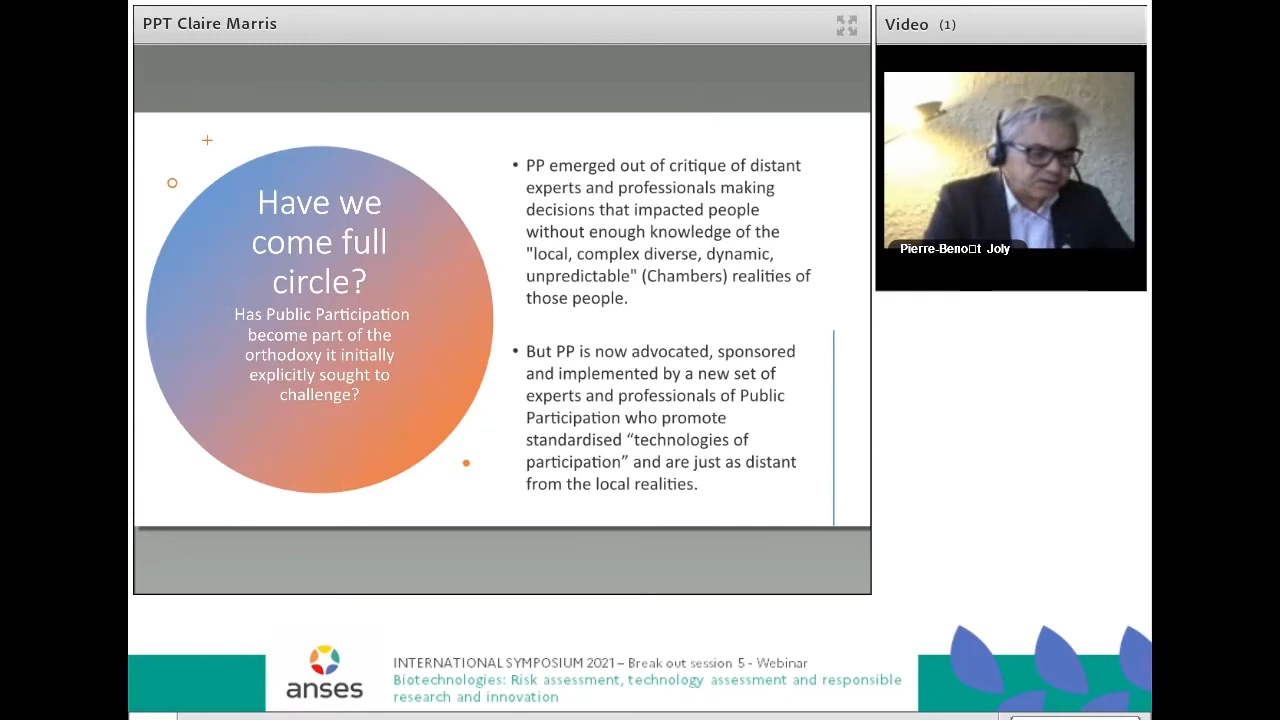 PPT Claire Marris
Video (1)
Have we
come full
circle?
Has Public Participation
become part of the
orthodoxy it initially
explicitly sought to
challenge?
• PP emerged out of critique of distant
experts and professionals making
decisions that impacted people
without enough knowledge of the
"local, complex diverse, dynamic,
unpredictable" (Chambers) realities of
those people.
• But PP is now advocated, sponsored
and implemented by a new set of
experts and professionals of Public
Participation who promote
standardised “technologies of
participation” and are just as distant
from the local realities.
Pierre-Beno□t Joly
anses
INTERNATIONAL SYMPOSIUM 2021 – Break out session 5 - Webinar
Biotechnologies: Risk assessment, technology assessment and responsible
research and innovation